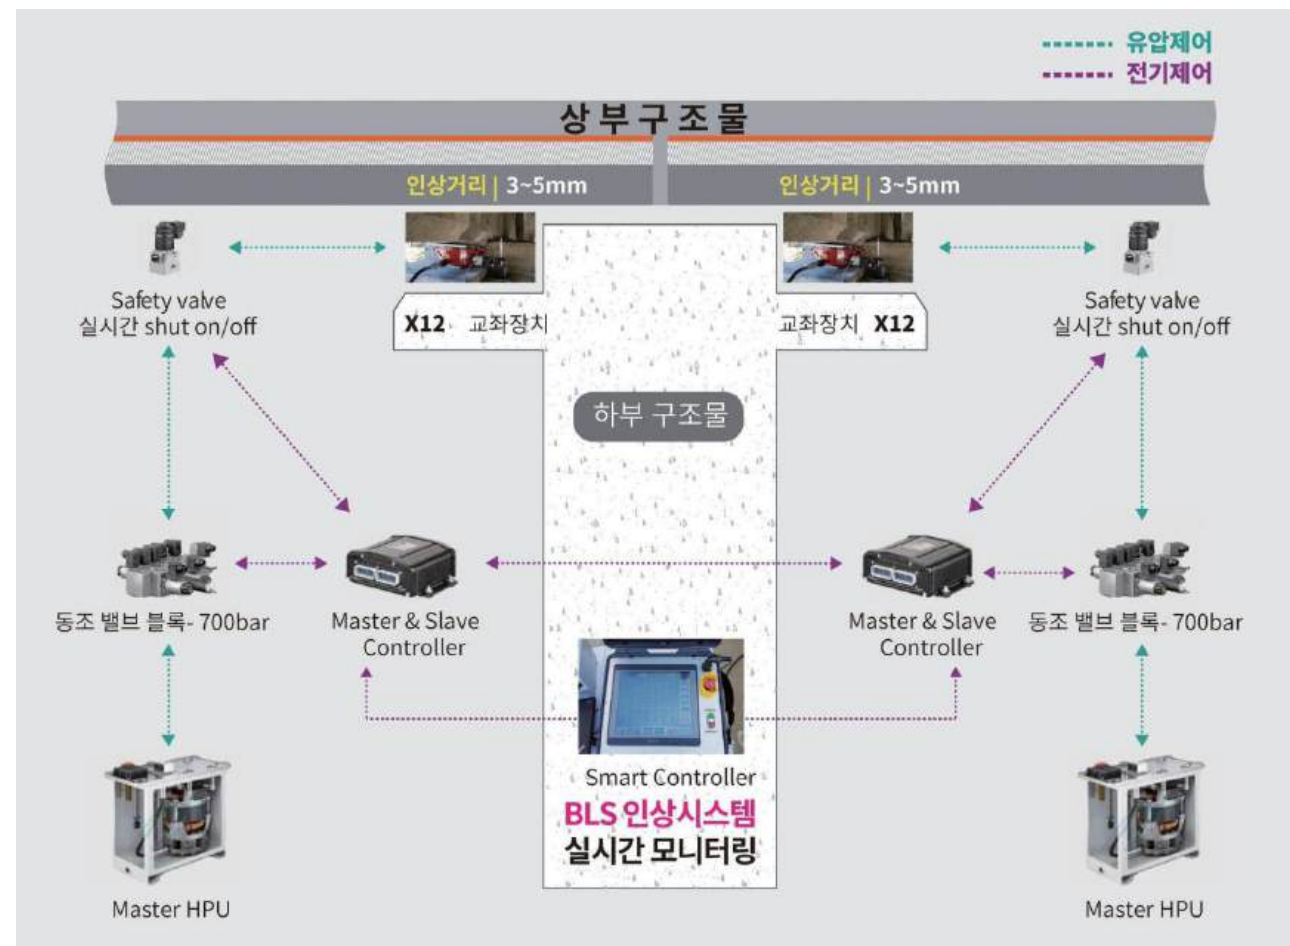 유압제어
전기제어
상부구조물
인상거리 | 3~5mm
인상거리 | 3~5mm
Safety valve
실시간 shut on/off
X12 교좌장치
교좌장치 X12
Safety valve
실시간 shut on/off
하부 구조물
동조 밸브 블록- 700bar
Master & Slave
Controller
Master & Slave
Controller
동조 밸브 블록- 700bar
Smart Controller
BLS 인상시스템
실시간 모니터링
Master HPU
Master HPU